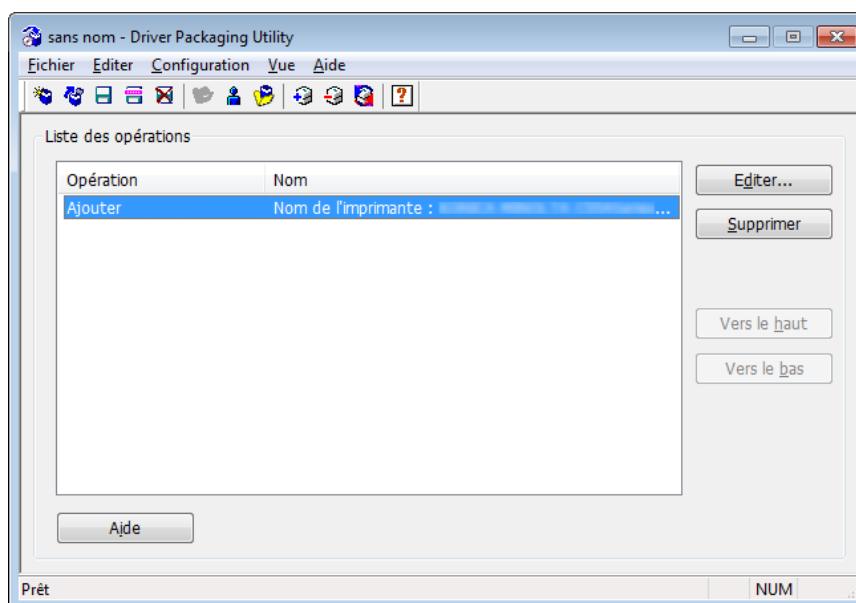 sans nom - Driver Packaging Utility
Fichier Editer Configuration Vue Aide
Liste des opérations
Opération Nom
Ajouter Nom de l'imprimante : ...
Editer...
Supprimer
Vers le haut
Vers le bas
Aide
Prêt NUM